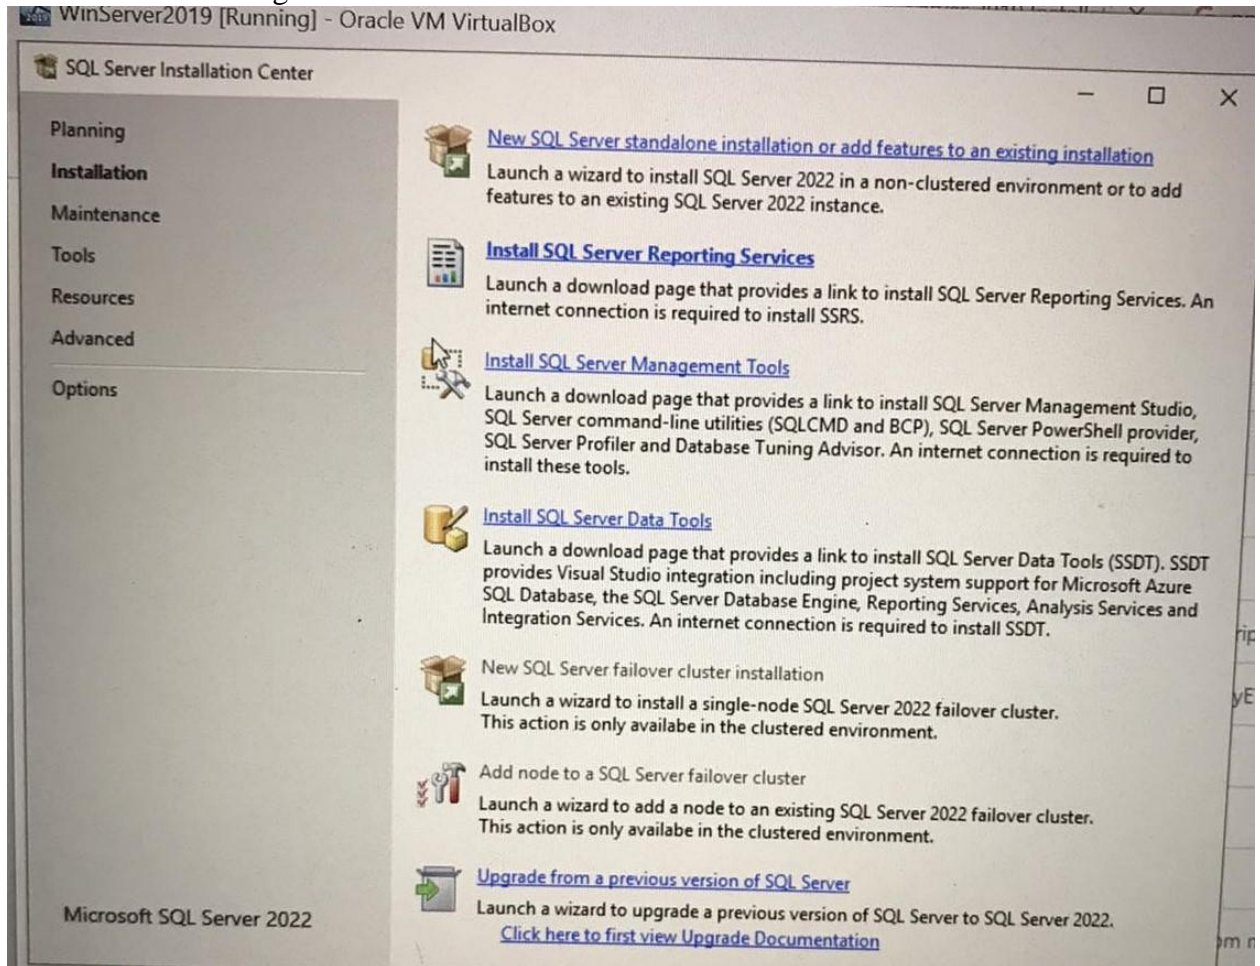 WinServer2019 [Running] - Oracle VM VirtualBox
SQL Server Installation Center
Planning
Installation
Maintenance
Tools
Resources
Advanced
Options
Microsoft SQL Server 2022
New SQL Server standalone installation or add features to an existing installation
Launch a wizard to install SQL Server 2022 in a non-clustered environment or to add
features to an existing SQL Server 2022 instance.
Install SQL Server Reporting Services
Launch a download page that provides a link to install SQL Server Reporting Services. An
internet connection is required to install SSRS.
Install SQL Server Management Tools
Launch a download page that provides a link to install SQL Server Management Studio,
SQL Server command-line utilities (SQLCMD and BCP), SQL Server PowerShell provider,
SQL Server Profiler and Database Tuning Advisor. An internet connection is required to
install these tools.
Install SQL Server Data Tools
Launch a download page that provides a link to install SQL Server Data Tools (SSDT). SSDT
provides Visual Studio integration including project system support for Microsoft Azure
SQL Database, the SQL Server Database Engine, Reporting Services, Analysis Services and
Integration Services. An internet connection is required to install SSDT.
New SQL Server failover cluster installation
Launch a wizard to install a single-node SQL Server 2022 failover cluster.
This action is only availabe in the clustered environment.
Add node to a SQL Server failover cluster
Launch a wizard to add a node to an existing SQL Server 2022 failover cluster.
This action is only availabe in the clustered environment.
Upgrade from a previous version of SQL Server
Launch a wizard to upgrade a previous version of SQL Server to SQL Server 2022.
Click here to first view Upgrade Documentation